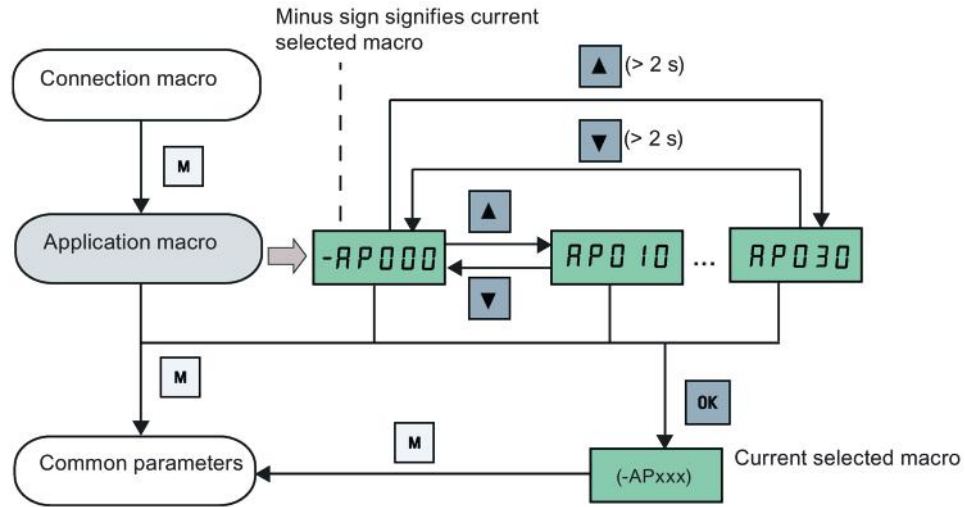 Minus sign signifies current
selected macro
Connection macro
▲ (> 2 s)
▼ (> 2 s)
M
▲
Application macro
-AP000
AP010 ... AP030
▼
M
OK
M
Common parameters
(-APxxx)
Current selected macro